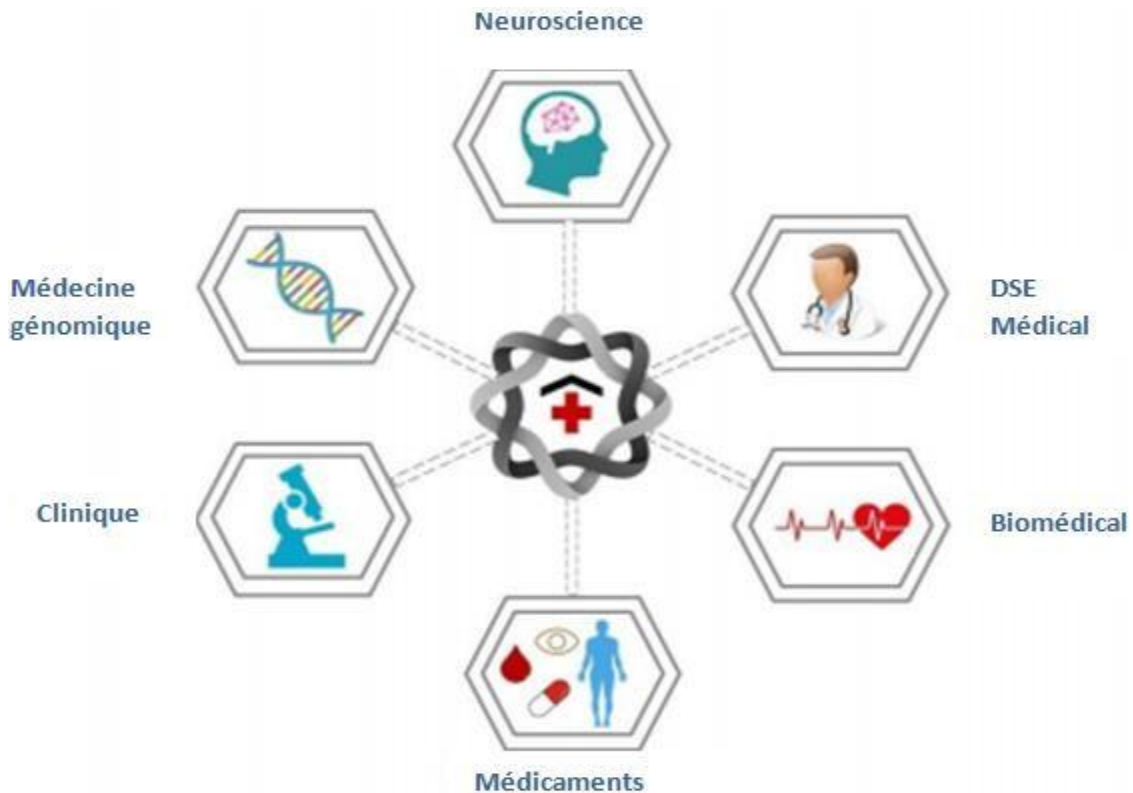 Neuroscience
Médecine
génomique
DSE
Médical
Clinique
Biomédical
Médicaments